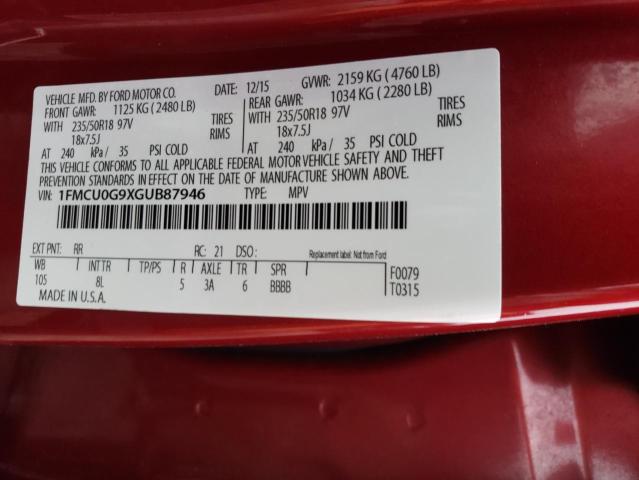 VEHICLE MFD. BY FORD MOTOR CO. DATE: 12/15 GVWR: 2159 KG ( 4760 LB)
FRONT GAWR: 1125 KG ( 2480 LB) REAR GAWR: 1034 KG ( 2280 LB)
WITH 235/50R18 97V TIRES WITH 235/50R18 97V TIRES
18x7.5J RIMS 18x7.5J RIMS
AT 240 kPa / 35 PSI COLD AT 240 kPa / 35 PSI COLD
THIS VEHICLE CONFORMS TO ALL APPLICABLE FEDERAL MOTOR VEHICLE SAFETY AND THEFT
PREVENTION STANDARDS IN EFFECT ON THE DATE OF MANUFACTURE SHOWN ABOVE.
VIN: 1FMCU0G9XGUB87946 TYPE: MPV
EXT PNT: RR RC: 21 DSO: Replacement label: Not from Ford
WB INT TR TP/PS R AXLE TR SPR F0079
105 8L 5 3A 6 BBBB T0315
MADE IN U.S.A.